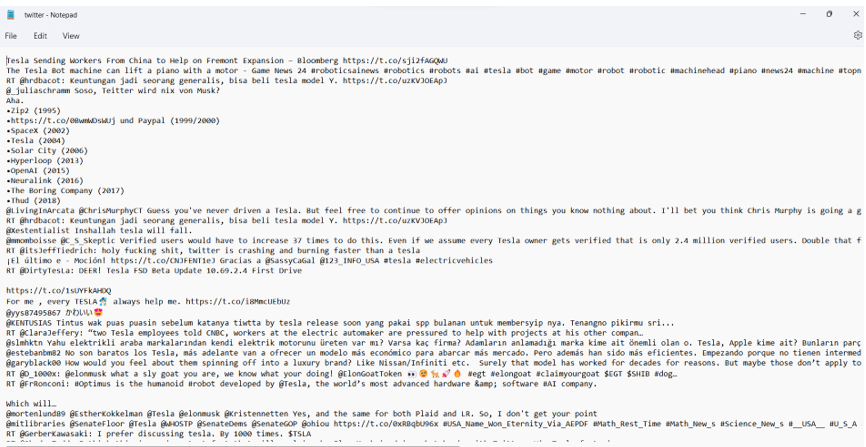 twitter - Notepad
File Edit View
Tesla Sending Workers From China to Help on Fremont Expansion – Bloomberg https://t.co/sji2fAGQWU
The Tesla Bot machine can lift a piano with a motor - Game News 24 #roboticsainews #robotics #robots #ai #tesla #bot #game #motor #robot #robotic #machinehead #piano #news24 #machine #topn
RT @hrdbacot: Keuntungan jadi seorang generalis, bisa beli tesla model Y. https://t.co/uzKVJOEApJ
@_juliaschramm Soso, Teitter wird nix von Musk?
Aha.
•Zip2 (1995)
•https://t.co/0BwmWDsWUj und Paypal (1999/2000)
•SpaceX (2002)
•Tesla (2004)
•Solar City (2006)
•Hyperloop (2013)
•OpenAI (2015)
•Neuralink (2016)
•The Boring Company (2017)
•Thud (2018)
@LivingInArcata @ChrisMurphyCT Guess you've never driven a Tesla. But feel free to continue to offer opinions on things you know nothing about. I'll bet you think Chris Murphy is going a g
RT @hrdbacot: Keuntungan jadi seorang generalis, bisa beli tesla model Y. https://t.co/uzKVJOEApJ
@Xestentialist Inshallah tesla will fall.
@mmomboisse @C_S_Skeptic Verified users would have to increase 37 times to do this. Even if we assume every Tesla owner gets verified that is only 2.4 million verified users. Double that f
RT @itsJeffTiedrich: holy fucking shit, twitter is crashing and burning faster than a tesla
¡El último e - Moción! https://t.co/CNJFENT1eJ Gracias a @SassyCaGal @123_INFO_USA #tesla #electricvehicles
RT @DirtyTesLa: DEER! Tesla FSD Beta Update 10.69.2.4 First Drive
https://t.co/1sUYFkAHDQ
For me , every TESLA always help me. https://t.co/i8MmcUEbUz
@yys87495867 かわいい😍
@KENTUSIAS Tintus wak puas puasin sebelum katanya tiwtta by tesla release soon yang pakai spp bulanan untuk membersyip nya. Tenangno pikirmu sri...
RT @ClaraJeffery: “two Tesla employees told CNBC, workers at the electric automaker are pressured to help with projects at his other compan…
@slmhktn Yahu elektrikli araba markalarından kendi elektrik motorunu üreten var mı? Varsa kaç firma? Adamların anlamadığı marka kime ait önemli olan o. Tesla, Apple kime ait? Bunların parç
@estebanbm82 No son baratos los Tesla, más adelante van a ofrecer un modelo más económico para abarcar más mercado. Pero además han sido más eficientes. Empezando porque no tienen intermed
@garyblack00 How would you feel about them spinning off into a luxury brand? Like Nissan/Infiniti etc. Surely that model has worked for decades for reasons. But maybe those don't apply to
RT @D_1000x: @elonmusk what a sly goat you are, we know what your doing! @ElonGoatToken 👀 #egt #elongoat #claimyourgoat $EGT $SHIB #dog…
RT @FrRonconi: #Optimus is the humanoid #robot developed by @Tesla, the world’s most advanced hardware &amp; software #AI company.
Which will…
@mortenlund89 @EstherKokkelman @Tesla @elonmusk @Kristennetten Yes, and the same for both Plaid and LR. So, I don't get your point
@mitlibraries @SenateFloor @Tesla @WHOSTP @SenateDems @SenateGOP @ohiou https://t.co/0xRBqbU96x #USA_Name_Won_Eternity_Via_AEPDF #Math_Rest_Time #Math_New_s #Science_New_s #__USA__ #U_S_A
RT @GerberKawasaki: I prefer discussing tesla. By 1000 times. $TSLA